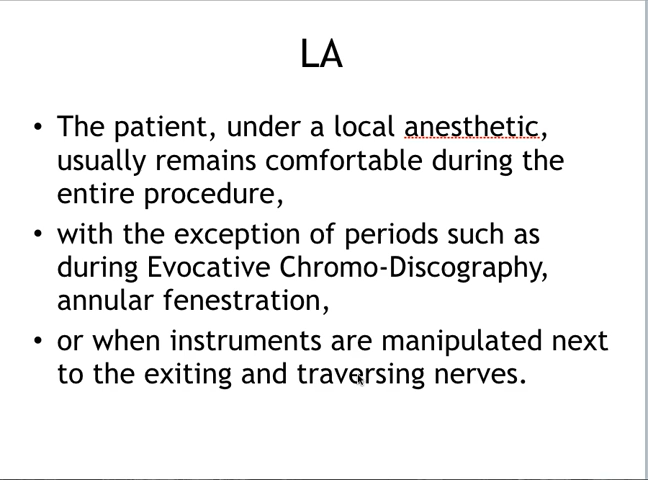 LA
• The patient, under a local anesthetic,
usually remains comfortable during the
entire procedure,
• with the exception of periods such as
during Evocative Chromo-Discography,
annular fenestration,
• or when instruments are manipulated next
to the exiting and traversing nerves.